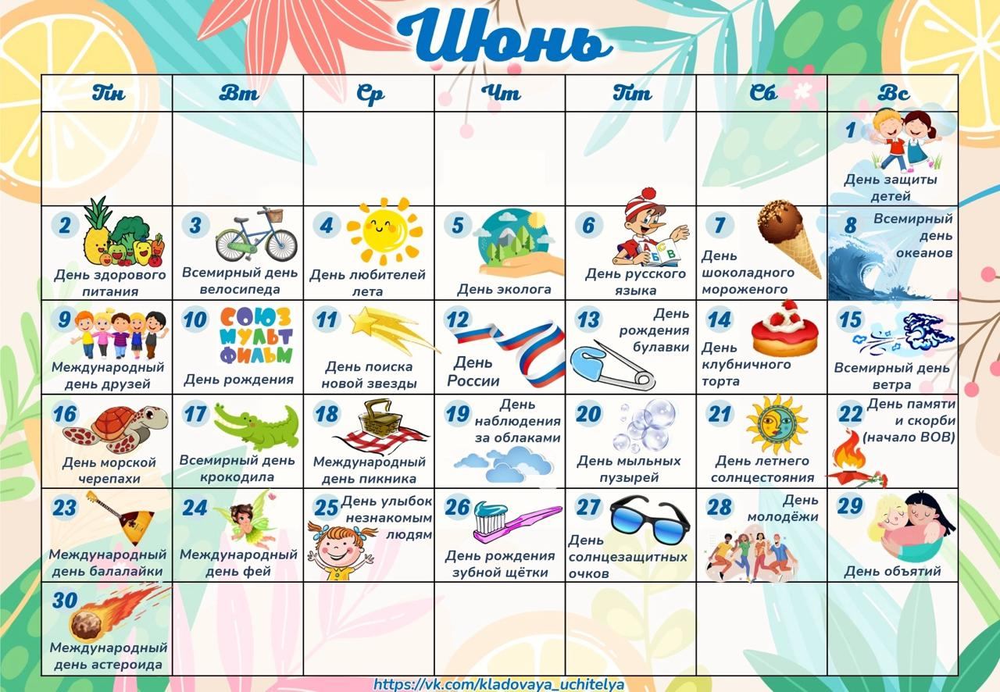 Июнь
Пн Вт Ср Чт Пт Сб Вс
1
День защиты
детей
2
День здорового
питания
3
Всемирный день
велосипеда
4
День любителей
лета
5
День эколога
6
А Б С В
День русского
языка
7
День
шоколадного
мороженого
8
Всемирный
день
океанов
9
Международный
день друзей
10
СОЮЗ
МУЛЬТ
ФИЛЬМ
День рождения
11
День поиска
новой звезды
12
День
России
13
День
рождения
булавки
14
День
клубничного
торта
15
Всемирный день
ветра
16
День морской
черепахи
17
Всемирный день
крокодила
18
Международный
день пикника
19
День
наблюдения
за облаками
20
День мыльных
пузырей
21
День летнего
солнцестояния
22
День памяти
и скорби
(начало ВОВ)
23
Международный
день балалайки
24
Международный
день фей
25
День улыбок
незнакомым
людям
26
День рождения
зубной щётки
27
День
солнцезащитных
очков
28
День
молодёжи
29
День объятий
30
Международный
день астероида
https://vk.com/kladovaya_uchitelya